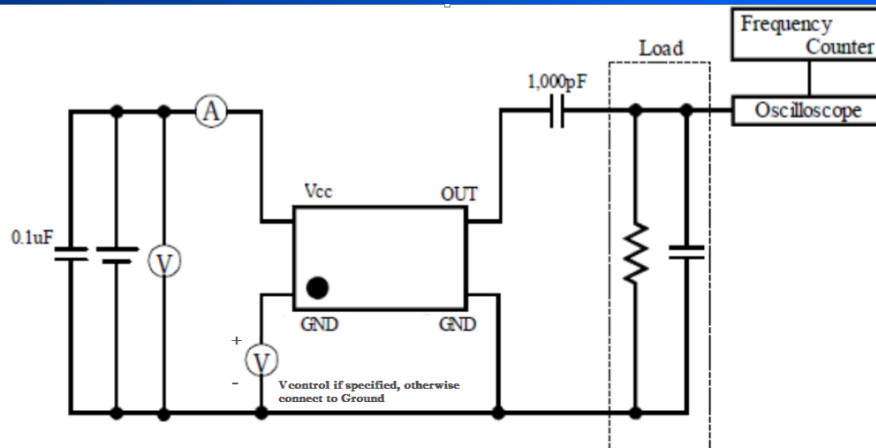 Frequency
Counter
Load
1,000pF
Oscilloscope
A
Vcc
OUT
0.1uF
V
GND
GND
+
V
-
Vcontrol if specified, otherwise
connect to Ground